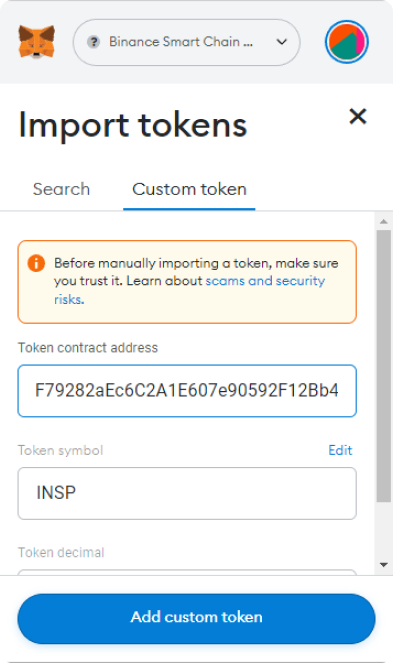 Binance Smart Chain ...
Import tokens
Search
Custom token
Before manually importing a token, make sure
you trust it. Learn about scams and security
risks.
Token contract address
F79282aEc6C2A1E607e90592F12Bb4
Token symbol
Edit
INSP
Token decimal
Add custom token